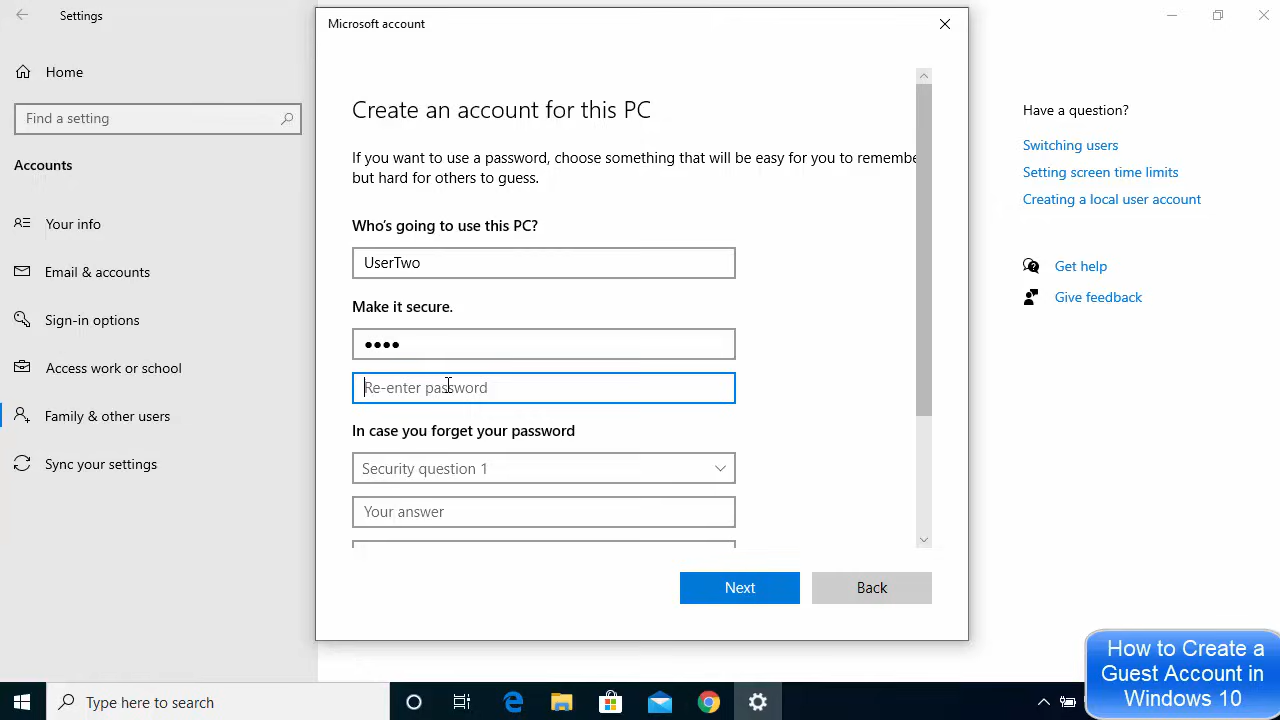 Settings
Home
Find a setting
Accounts
Your info
Email & accounts
Sign-in options
Access work or school
Family & other users
Sync your settings
Microsoft account
Create an account for this PC
If you want to use a password, choose something that will be easy for you to remembe
but hard for others to guess.
Who's going to use this PC?
UserTwo
Make it secure.
●●●●
Re-enter password
In case you forget your password
Security question 1
Your answer
Next
Back
Have a question?
Switching users
Setting screen time limits
Creating a local user account
Get help
Give feedback
Type here to search
How to Create a
Guest Account in
Windows 10